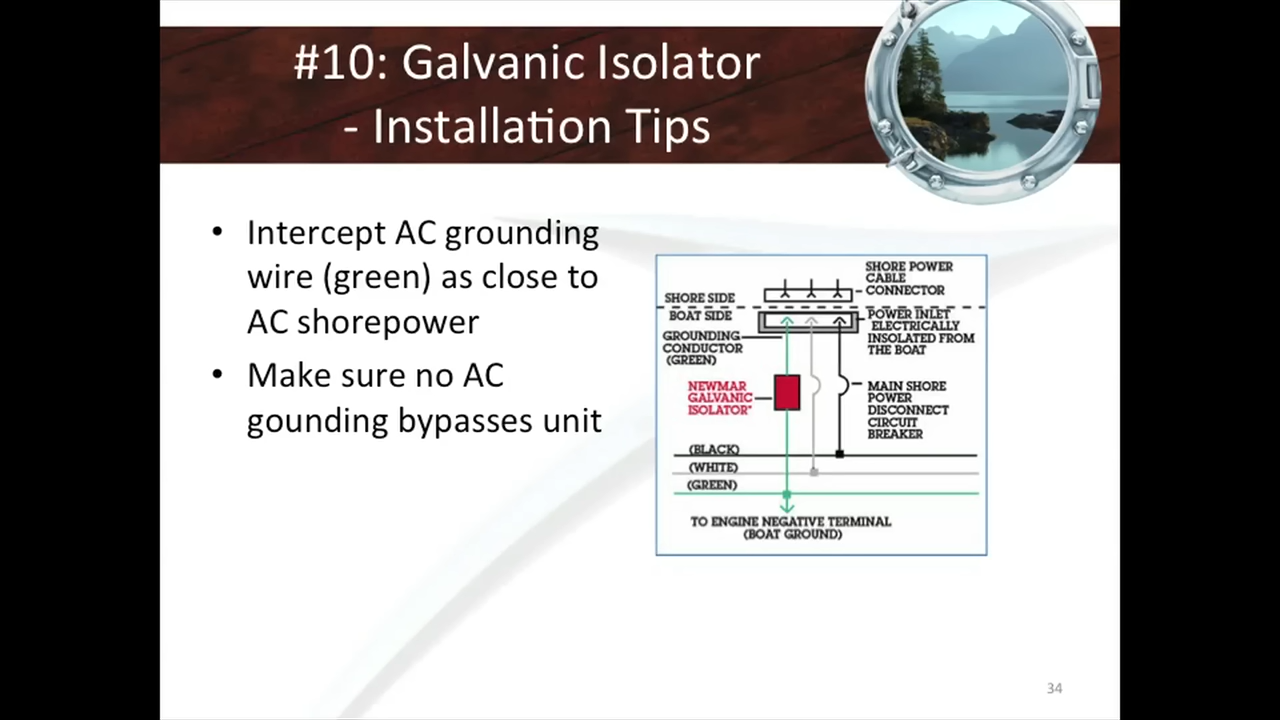 #10: Galvanic Isolator
- Installation Tips
• Intercept AC grounding
wire (green) as close to
AC shorepower
• Make sure no AC
gounding bypasses unit
SHORE POWER
CABLE
CONNECTOR
SHORE SIDE
BOAT SIDE
POWER INLET
ELECTRICALLY
INSOLATED FROM
THE BOAT
GROUNDING
CONDUCTOR
(GREEN)
NEWMAR
GALVANIC
ISOLATOR*
MAIN SHORE
POWER
DISCONNECT
CIRCUIT
BREAKER
(BLACK)
(WHITE)
(GREEN)
TO ENGINE NEGATIVE TERMINAL
(BOAT GROUND)
34